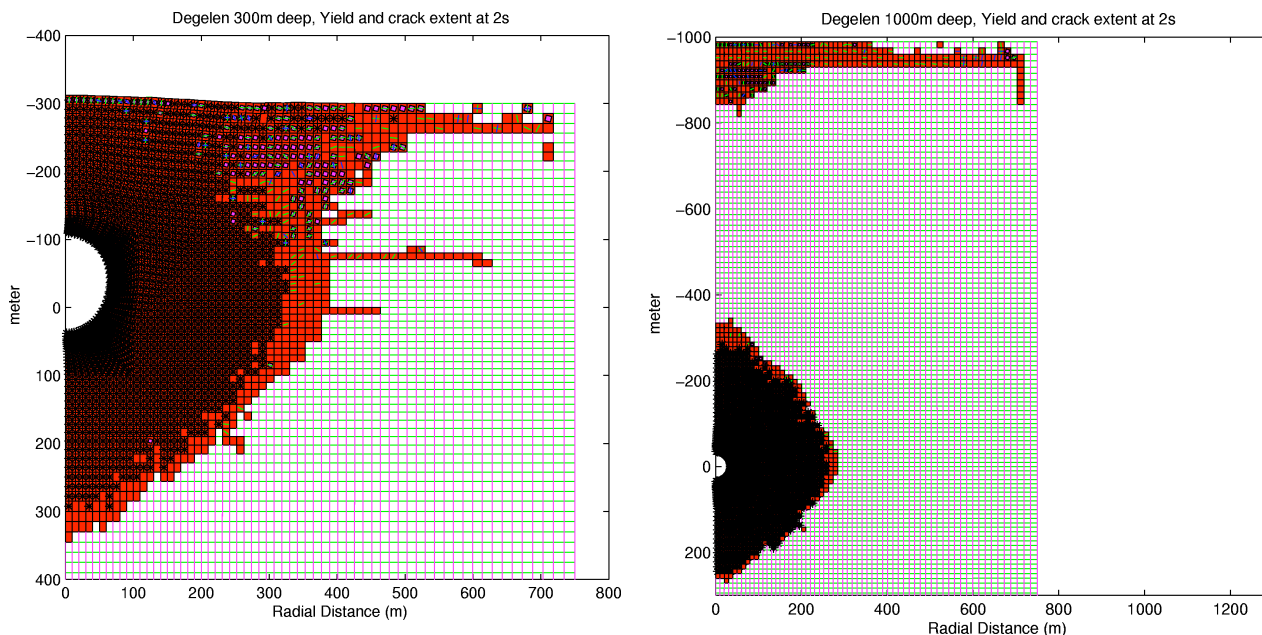 Degelen 300m deep, Yield and crack extent at 2s
-400
-300
-200
-100
0
100
200
300
400
meter
0 100 200 300 400 500 600 700 800
Radial Distance (m)
Degelen 1000m deep, Yield and crack extent at 2s
-1000
-800
-600
-400
-200
0
200
meter
0 200 400 600 800 1000 1200
Radial Distance (m)